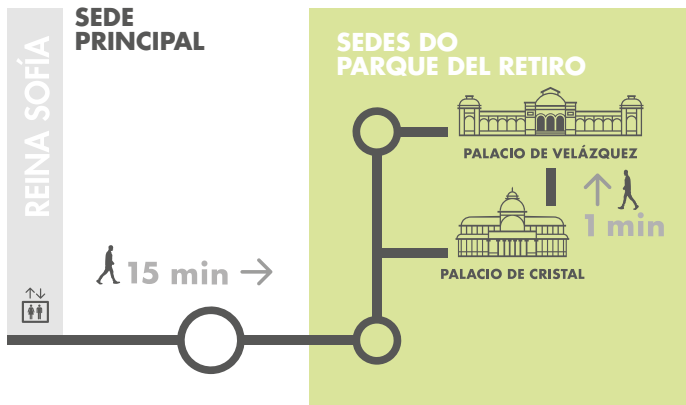 REINA SOFÍA
SEDE
PRINCIPAL
SEDES DO
PARQUE DEL RETIRO
PALACIO DE VELÁZQUEZ
1 min
PALACIO DE CRISTAL
15 min